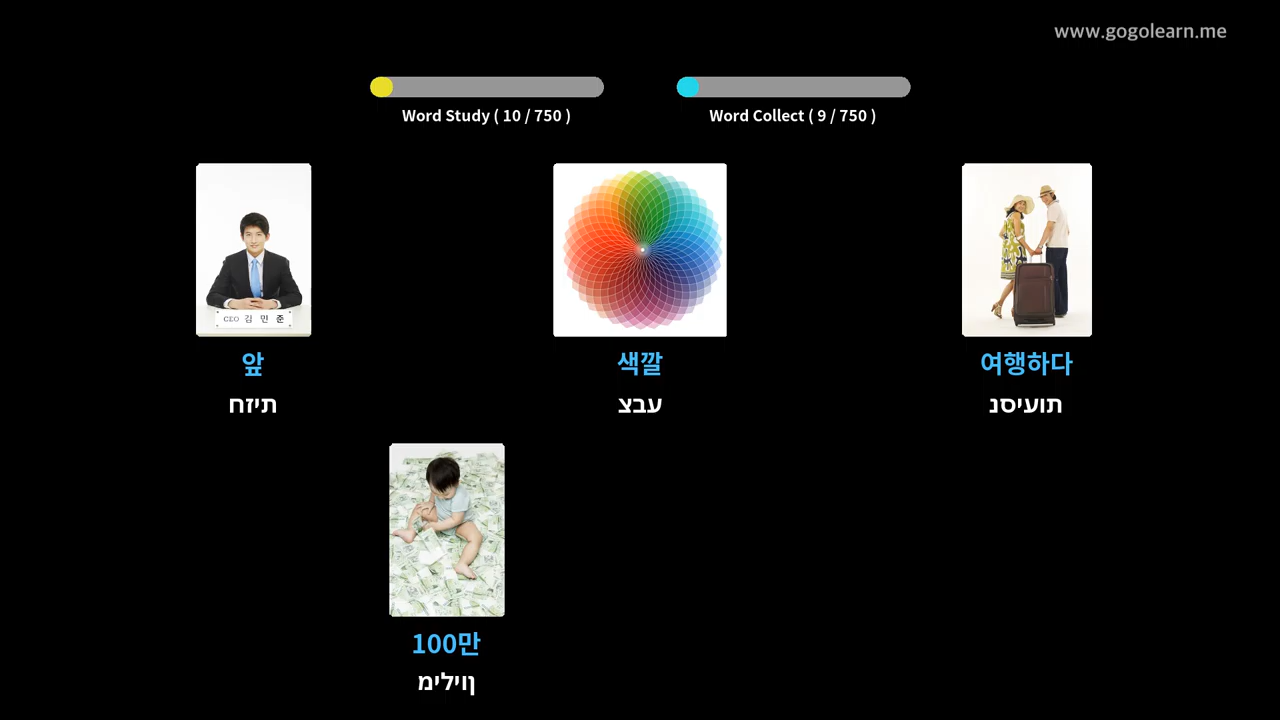 www.gogolearn.me
Word Study ( 10 / 750 )
Word Collect ( 9 / 750 )
CEO 김 민 준
앞
חזית
색깔
צבע
여행하다
נסיעות
100만
מיליון